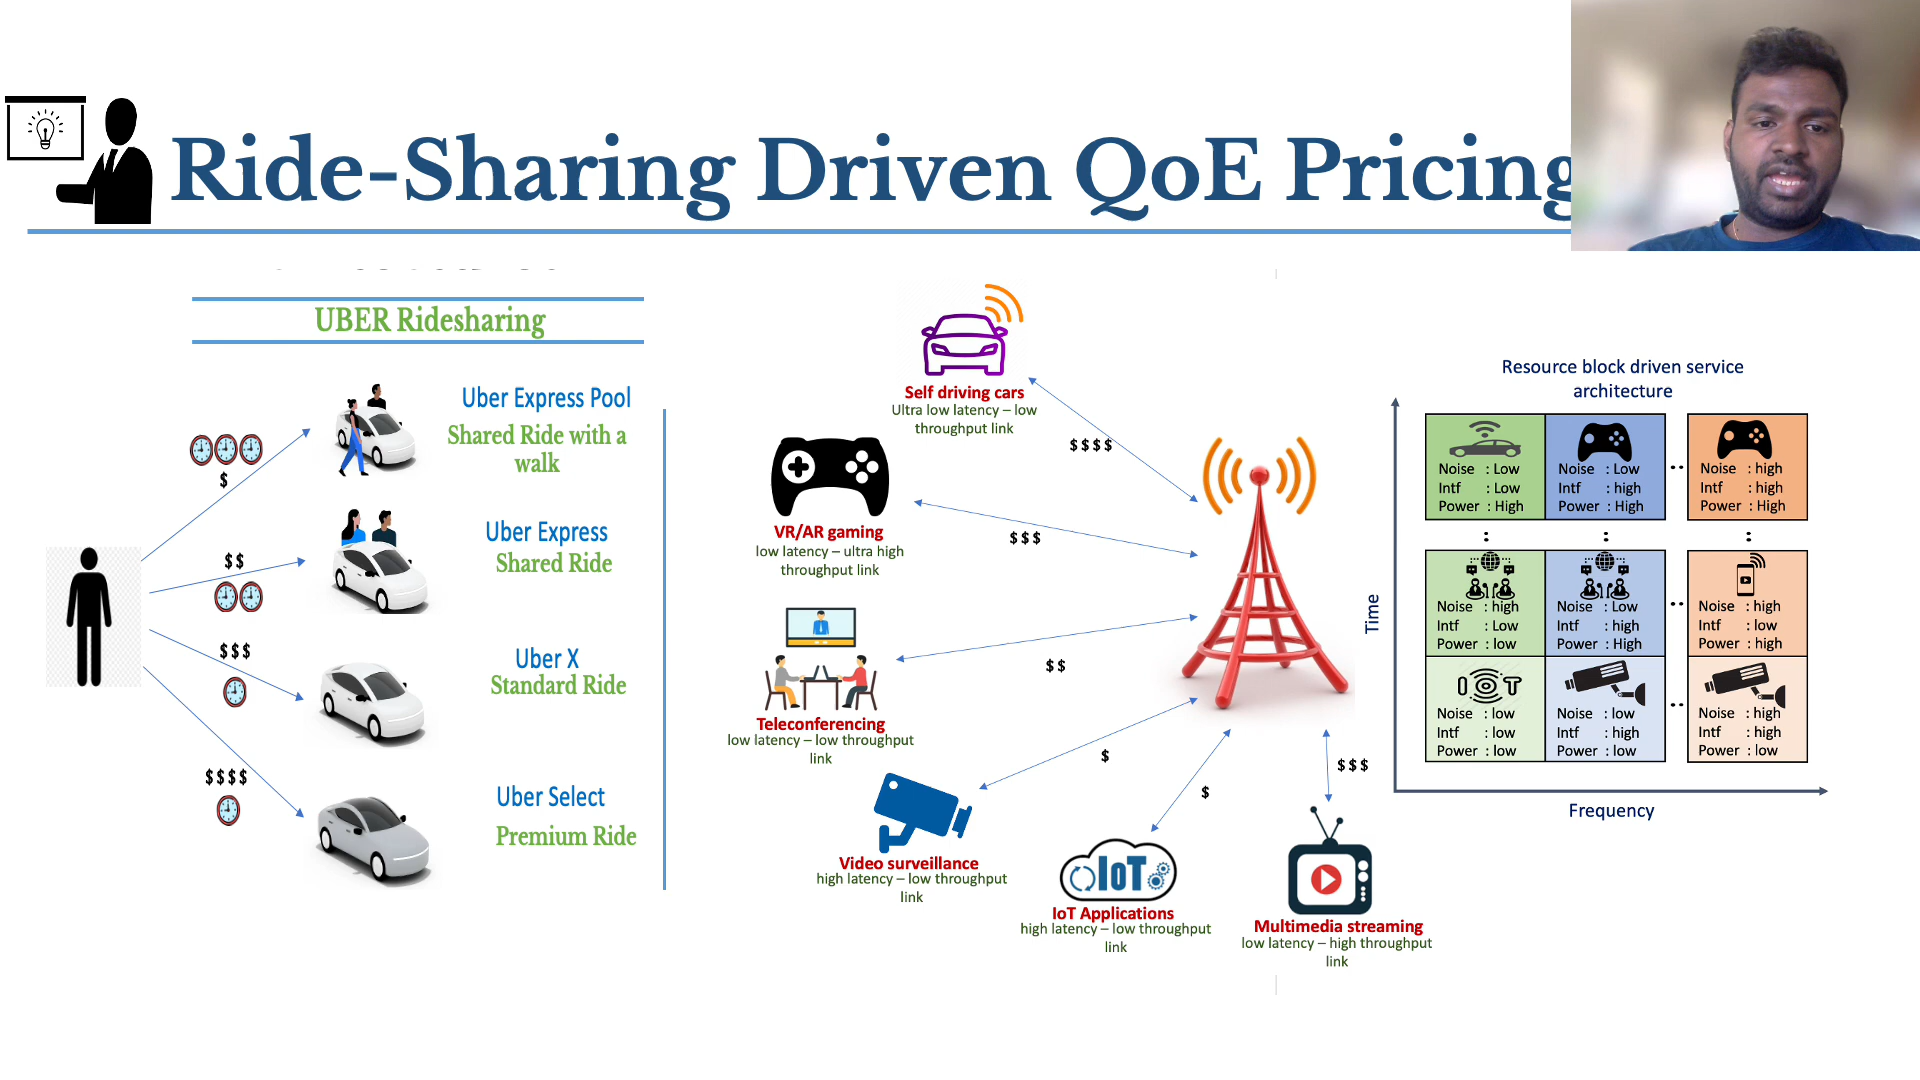 Ride-Sharing Driven QoE Pricing
UBER Ridesharing
Uber Express Pool
Shared Ride with a
walk
$
Uber Express
Shared Ride
$$
Uber X
Standard Ride
$$$
Uber Select
Premium Ride
$$$$
Self driving cars
Ultra low latency – low
throughput link
$$$$
VR/AR gaming
low latency – ultra high
throughput link
$$$
Teleconferencing
low latency – low throughput
link
$$
Video surveillance
high latency – low throughput
link
$
IoT
IoT Applications
high latency – low throughput
link
$
Multimedia streaming
low latency – high throughput
link
$$$
Resource block driven service
architecture
Time
Noise : Low
Intf : Low
Power : High
Noise : Low
Intf : high
Power : High
..
Noise : high
Intf : high
Power : High
:
:
:
Noise : high
Intf : Low
Power : low
Noise : Low
Intf : high
Power : High
..
Noise : high
Intf : low
Power : high
IOT
Noise : low
Intf : low
Power : low
Noise : low
Intf : high
Power : low
..
Noise : high
Intf : high
Power : low
Frequency